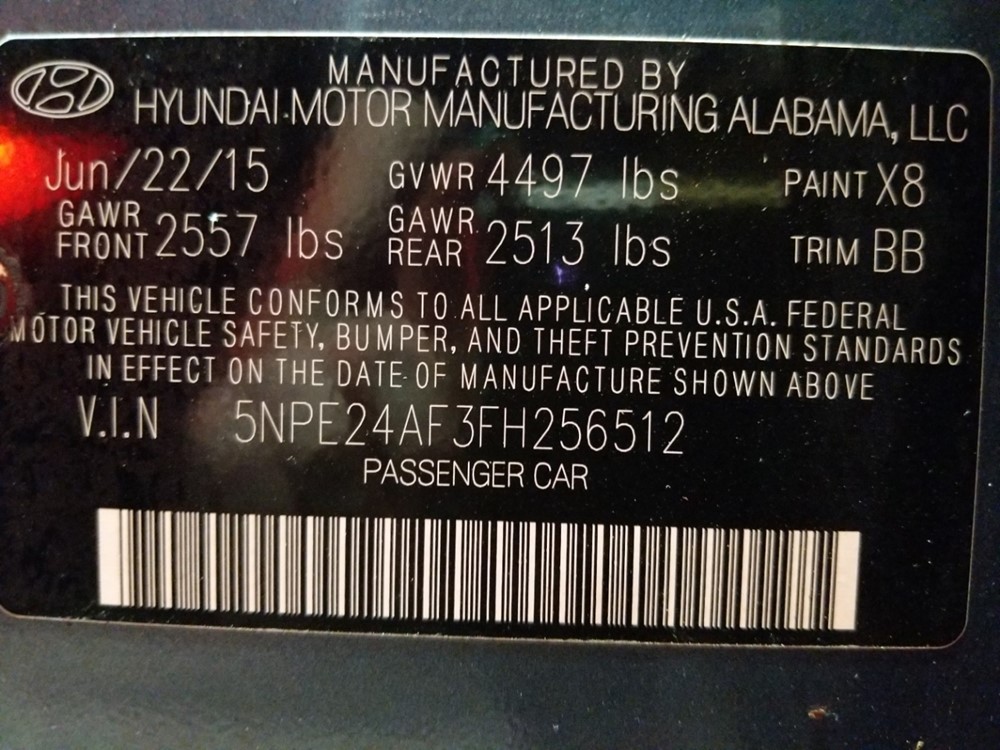 MANUFACTURED BY
HYUNDAI MOTOR MANUFACTURING ALABAMA, LLC
Jun/22/15 GVWR 4497 lbs PAINT X8
GAWR FRONT 2557 lbs GAWR REAR 2513 lbs TRIM BB
THIS VEHICLE CONFORMS TO ALL APPLICABLE U.S.A. FEDERAL
MOTOR VEHICLE SAFETY, BUMPER, AND THEFT PREVENTION STANDARDS
IN EFFECT ON THE DATE OF MANUFACTURE SHOWN ABOVE
V.I.N 5NPE24AF3FH256512
PASSENGER CAR